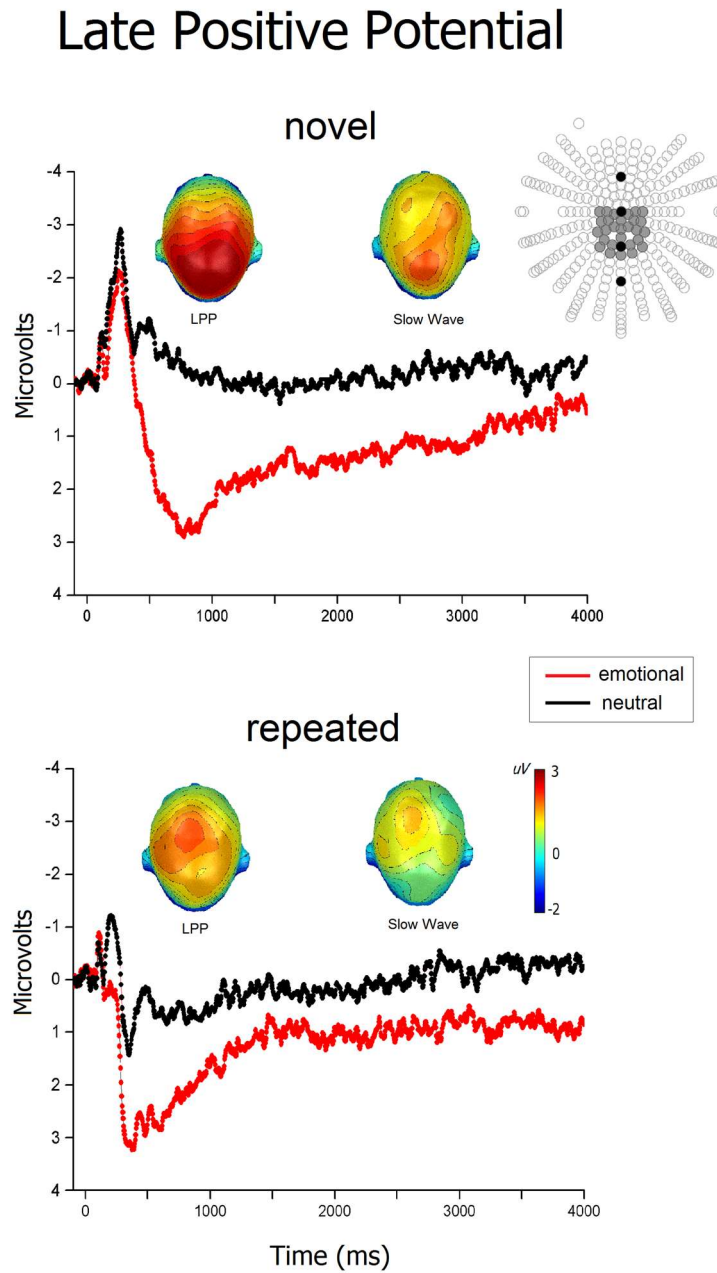 Late Positive Potential
novel
-4
-3
-2
-1
0
1
2
3
4
Microvolts
LPP
Slow Wave
0
1000
2000
3000
4000
emotional
neutral
repeated
-4
-3
-2
-1
0
1
2
3
4
Microvolts
LPP
Slow Wave
uV
3
0
-2
0
1000
2000
3000
4000
Time (ms)